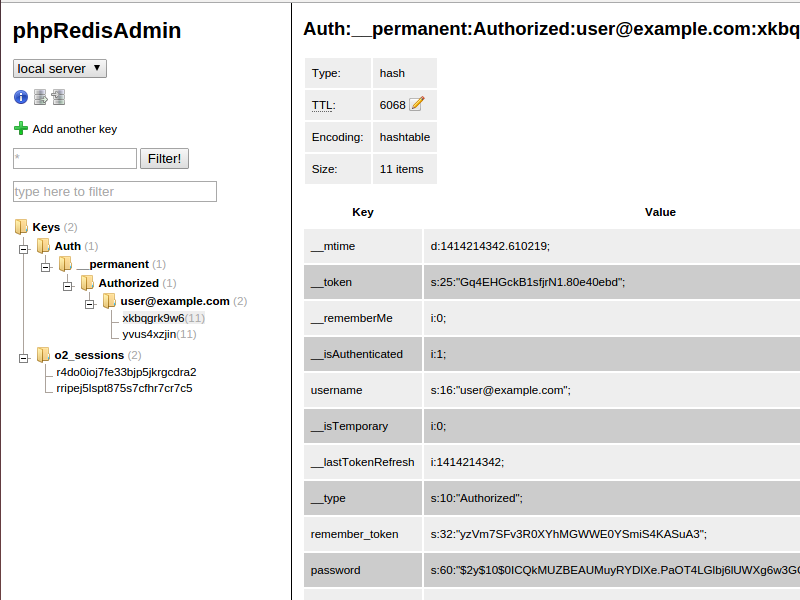 phpRedisAdmin
local server ▼
Add another key
*
Filter!
type here to filter
Keys (2)
Auth (1)
__permanent (1)
Authorized (1)
user@example.com (2)
xkbqgrk9w6(11)
yvus4xzjin(11)
o2_sessions (2)
r4do0ioj7fe33bjp5jkrgcdra2
rripej5lspt875s7cfhr7cr7c5
Auth:__permanent:Authorized:user@example.com:xkbq
Type: hash
TTL: 6068
Encoding: hashtable
Size: 11 items
Key Value
__mtime d:1414214342.610219;
__token s:25:"Gq4EHGckB1sfjrN1.80e40ebd";
__rememberMe i:0;
__isAuthenticated i:1;
username s:16:"user@example.com";
__isTemporary i:0;
__lastTokenRefresh i:1414214342;
__type s:10:"Authorized";
remember_token s:32:"yzVm7SFv3R0XYhMGWWE0YSmiS4KASuA3";
password s:60:"$2y$10$0ICQkMUZBEAUMuyRYDlXe.PaOT4LGlbj6lUWXg6w3G